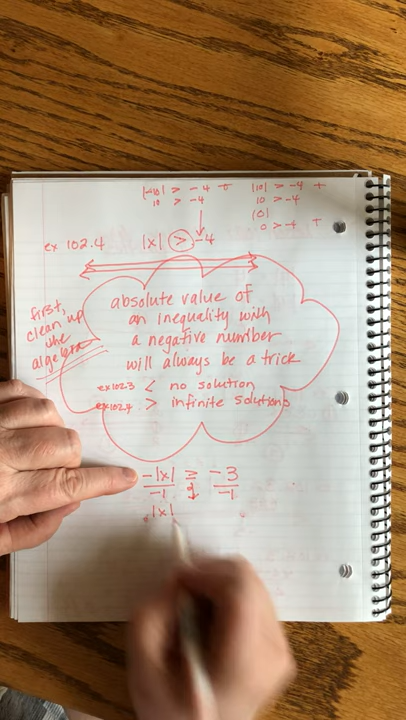 |-10| > -4 t |10| > -4 +
10 > -4 10 > -4
|0|
0 > -4 T
ex 102.4 |x| > -4
first,
clean up
the
algebra
absolute value of
an inequality with
a negative number
will always be a trick
ex 102.3 < no solution
ex 102.4 > infinite solutions
-|x| ≥ -3
-1 -1
|x|